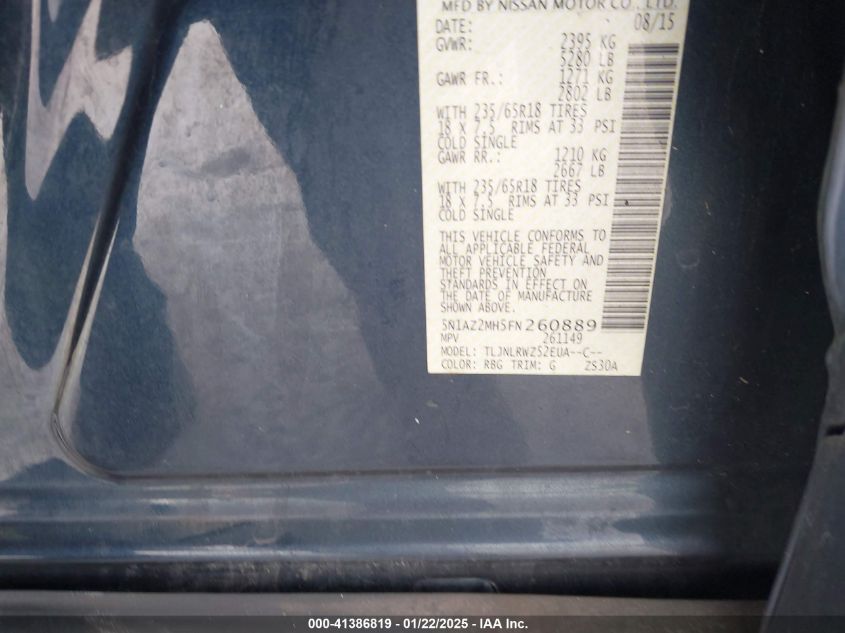 MFD BY NISSAN MOTOR CO., LTD.
DATE: 08/15
GVWR: 2395 KG
5280 LB
GAWR FR.: 1271 KG
2802 LB
WITH 235/65R18 TIRES
18 X 7.5 RIMS AT 33 PSI
COLD SINGLE
GAWR RR.: 1210 KG
2667 LB
WITH 235/65R18 TIRES
18 X 7.5 RIMS AT 33 PSI
COLD SINGLE
THIS VEHICLE CONFORMS TO
ALL APPLICABLE FEDERAL
MOTOR VEHICLE SAFETY AND
THEFT PREVENTION
STANDARDS IN EFFECT ON
THE DATE OF MANUFACTURE
SHOWN ABOVE.
5N1AZ2MH5FN260889
MPV 261149
MODEL: TLJNLRWZ52EUA--C--
COLOR: RBG TRIM: G ZS30A
000-41386819 - 01/22/2025 - IAA Inc.